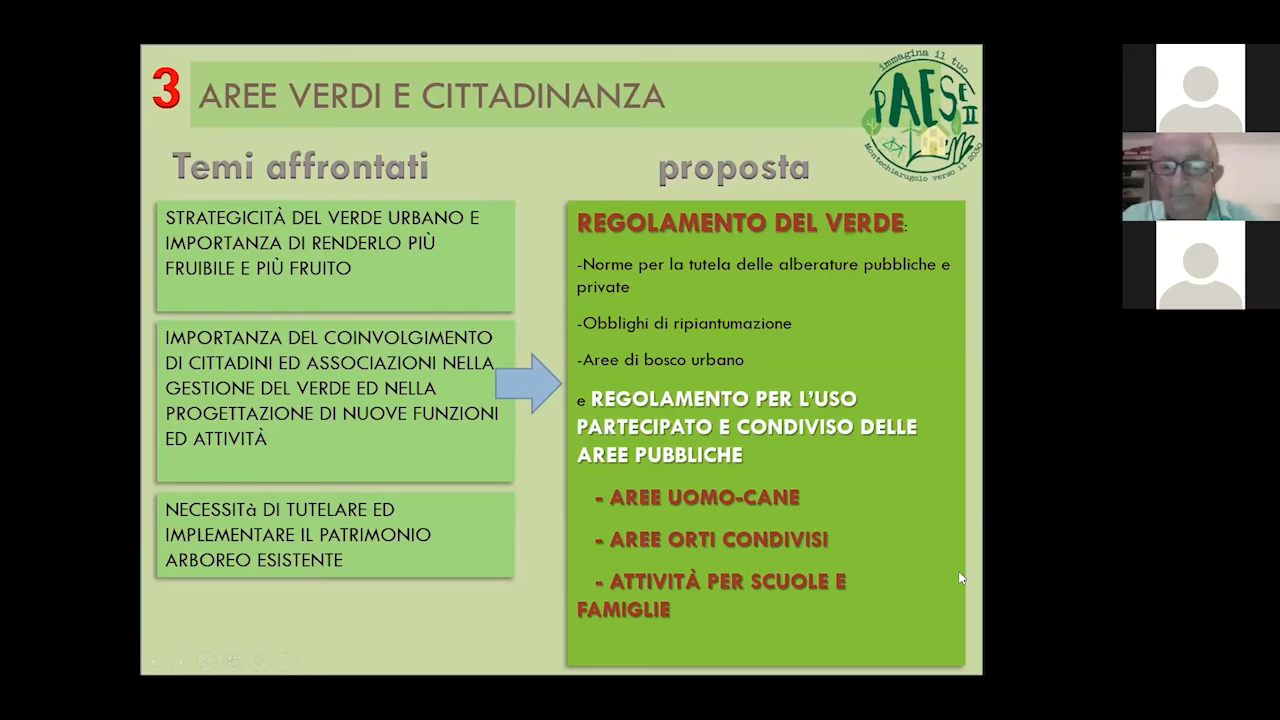 3 AREE VERDI E CITTADINANZA
immagina il tuo
PAESE II
Montechiarugolo verso il 2030
Temi affrontati
STRATEGICITÀ DEL VERDE URBANO E
IMPORTANZA DI RENDERLO PIÙ
FRUIBILE E PIÙ FRUITO
IMPORTANZA DEL COINVOLGIMENTO
DI CITTADINI ED ASSOCIAZIONI NELLA
GESTIONE DEL VERDE ED NELLA
PROGETTAZIONE DI NUOVE FUNZIONI
ED ATTIVITÀ
NECESSITà DI TUTELARE ED
IMPLEMENTARE IL PATRIMONIO
ARBOREO ESISTENTE
proposta
REGOLAMENTO DEL VERDE:
-Norme per la tutela delle alberature pubbliche e
private
-Obblighi di ripiantumazione
-Aree di bosco urbano
e REGOLAMENTO PER L'USO
PARTECIPATO E CONDIVISO DELLE
AREE PUBBLICHE
- AREE UOMO-CANE
- AREE ORTI CONDIVISI
- ATTIVITÀ PER SCUOLE E
FAMIGLIE